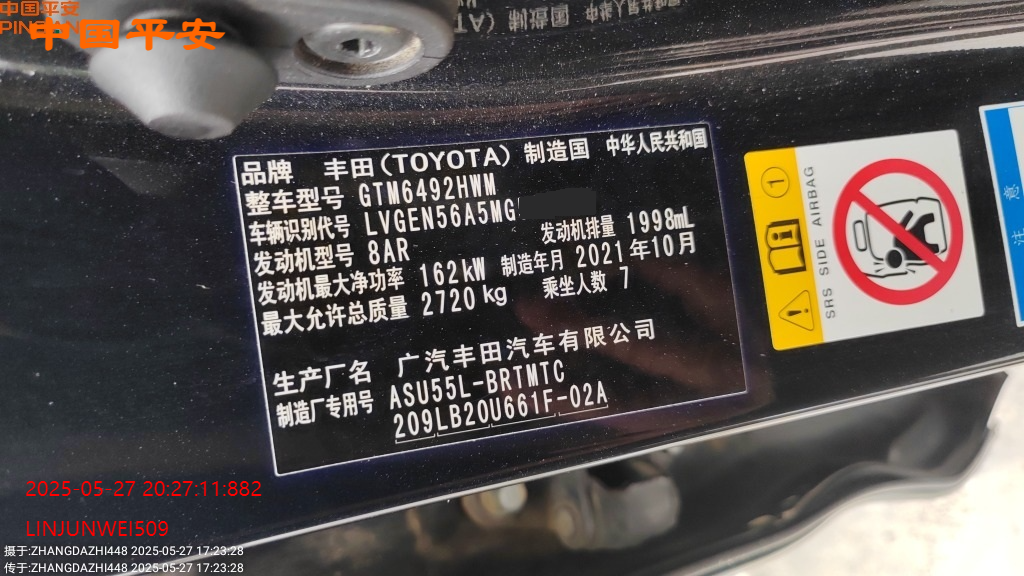 中国平安
PING
中国平安
品牌 丰田(TOYOTA) 制造国 中华人民共和国
整车型号 GTM6492HWM
车辆识别代号 LVGEN56A5MG
发动机型号 8AR 发动机排量 1998mL
发动机最大净功率 162kW 制造年月 2021年10月
最大允许总质量 2720kg 乘坐人数 7
生产厂名 广汽丰田汽车有限公司
制造厂专用号 ASU55L-BRTMTC
209LB20U661F-02A
SRS SIDE AIRBAG
1
注意
2025-05-27 20:27:11:882
LINJUNWEI509
摄于:ZHANGDAZHI448 2025-05-27 17:23:28
传于:ZHANGDAZHI448 2025-05-27 17:23:28